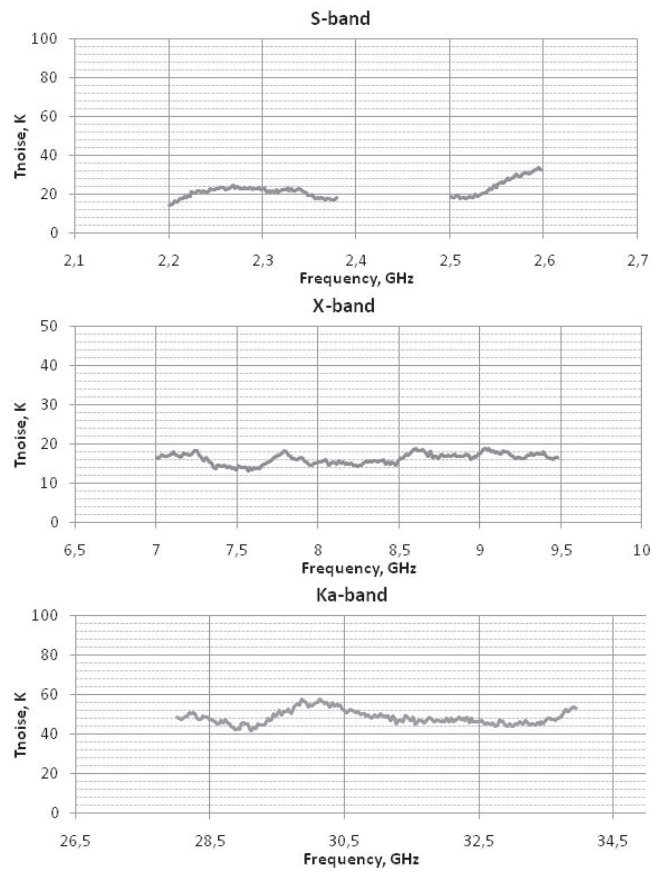 S-band
100
80
60
40
20
0
Tnoise, K
2,1 2,2 2,3 2,4 2,5 2,6 2,7
Frequency, GHz
X-band
50
40
30
20
10
0
Tnoise, K
6,5 7 7,5 8 8,5 9 9,5 10
Frequency, GHz
Ka-band
100
80
60
40
20
0
Tnoise, K
26,5 28,5 30,5 32,5 34,5
Frequency, GHz